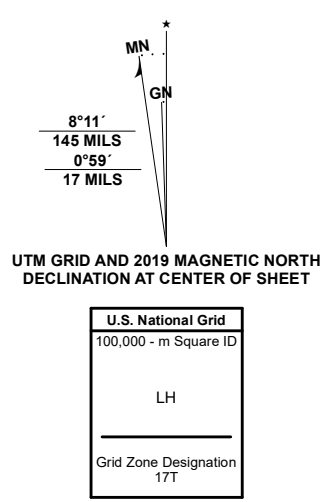 MN
GN
8°11´
145 MILS
0°59´
17 MILS
UTM GRID AND 2019 MAGNETIC NORTH
DECLINATION AT CENTER OF SHEET
U.S. National Grid
100,000 - m Square ID
LH
Grid Zone Designation
17T